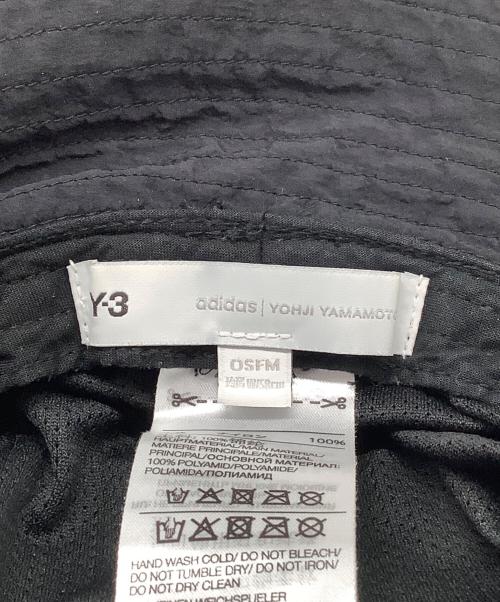 Y-3 adidas | YOHJI YAMAMOTO
OSFM
100%
HAUPTMATERIAL/MAIN MATERIAL/
MATIERE PRINCIPALE/MATERIAL
PRINCIPAL/ОСНОВНОЙ МАТЕРИАЛ:
100% POLYAMID/POLYAMIDE/
POLIAMIDA/ПОЛИАМИД
HAND WASH COLD/ DO NOT BLEACH/
DO NOT TUMBLE DRY/ DO NOT IRON/
DO NOT DRY CLEAN